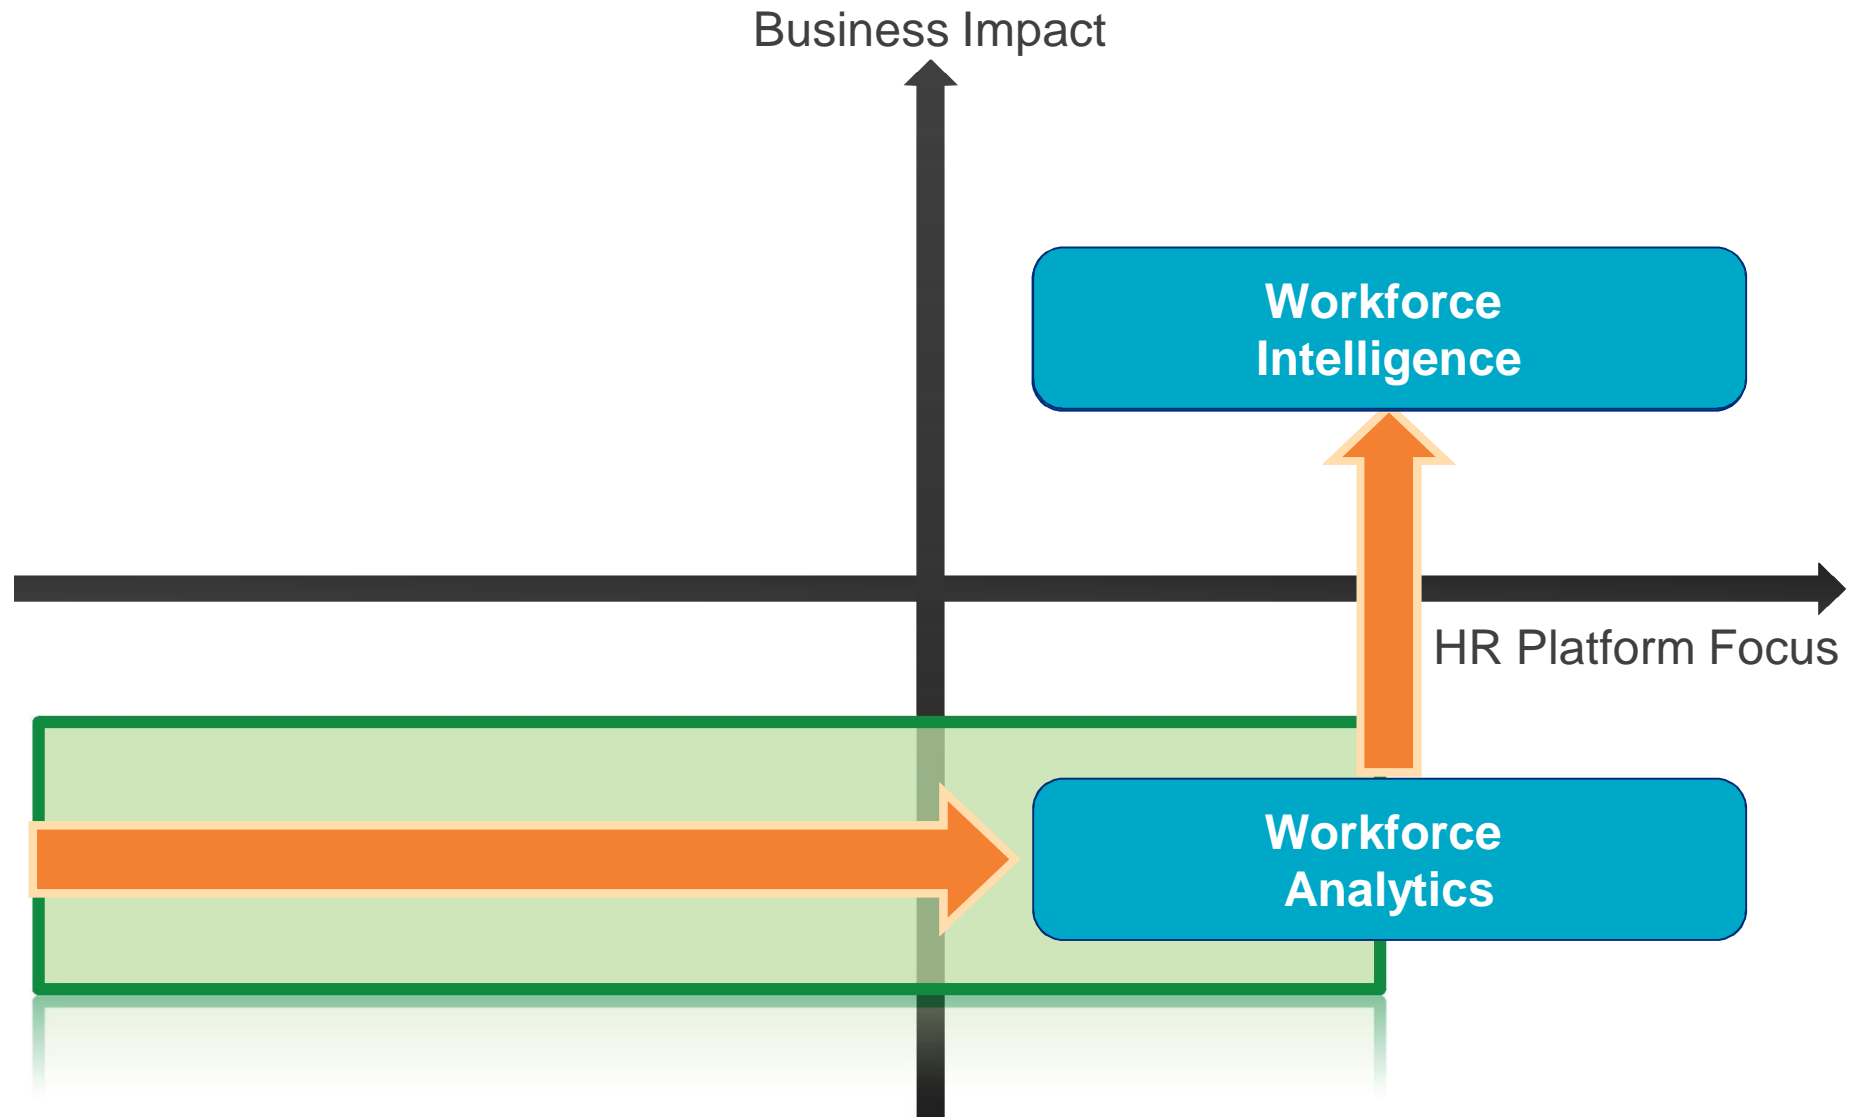 Business Impact
Workforce
Intelligence
HR Platform Focus
Workforce
Analytics